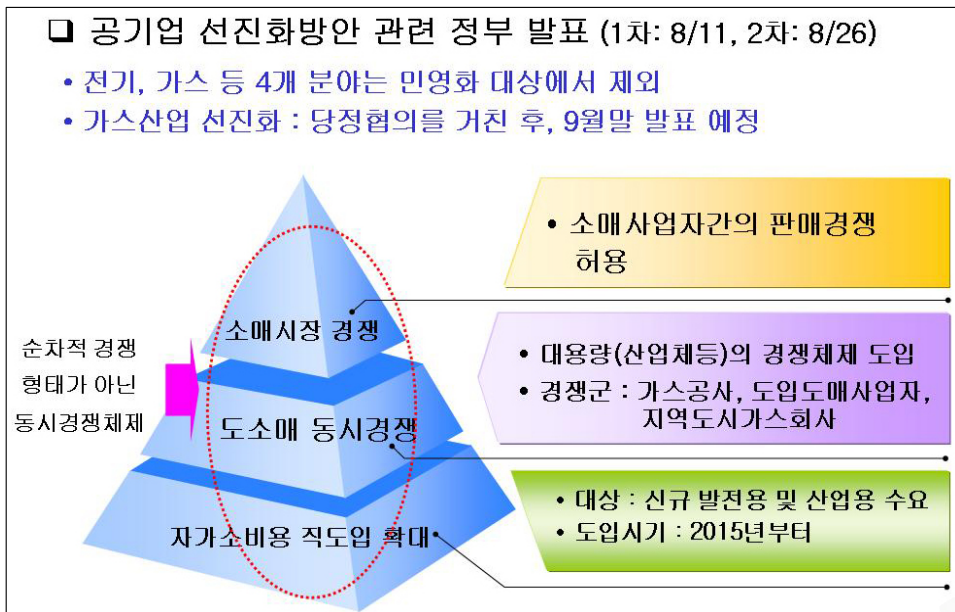 ❑ 공기업 선진화방안 관련 정부 발표 (1차: 8/11, 2차: 8/26)
• 전기, 가스 등 4개 분야는 민영화 대상에서 제외
• 가스산업 선진화 : 당정협의를 거친 후, 9월말 발표 예정
• 소매사업자간의 판매경쟁
허용
소매시장 경쟁
순차적 경쟁
형태가 아닌
동시경쟁체제
• 대용량(산업체등)의 경쟁체제 도입
• 경쟁군 : 가스공사, 도입도매사업자,
지역도시가스회사
도소매 동시경쟁
• 대상 : 신규 발전용 및 산업용 수요
• 도입시기 : 2015년부터
자가소비용 직도입 확대